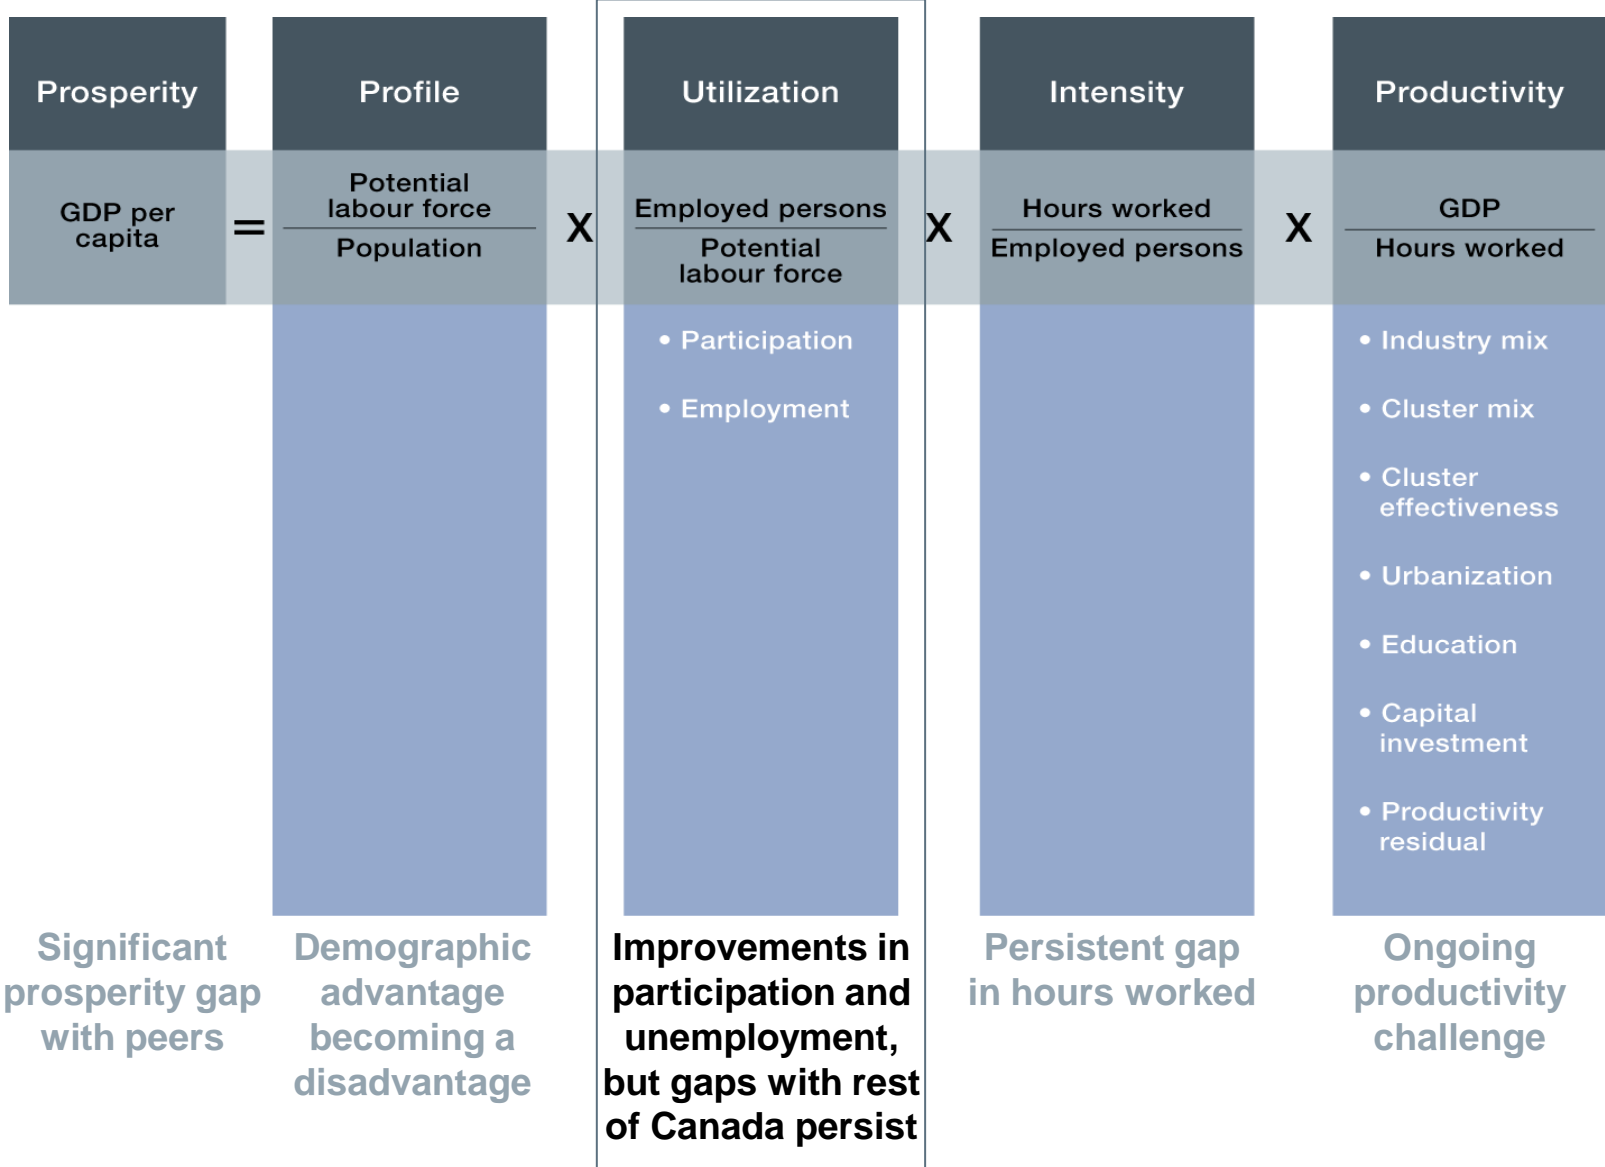 Prosperity
Profile
Utilization
Intensity
Productivity
GDP per
capita
=
Potential
labour force
Population
X
Employed persons
Potential
labour force
X
Hours worked
Employed persons
X
GDP
Hours worked
• Participation
• Employment
• Industry mix
• Cluster mix
• Cluster
effectiveness
• Urbanization
• Education
• Capital
investment
• Productivity
residual
Significant
prosperity gap
with peers
Demographic
advantage
becoming a
disadvantage
Improvements in
participation and
unemployment,
but gaps with rest
of Canada persist
Persistent gap
in hours worked
Ongoing
productivity
challenge